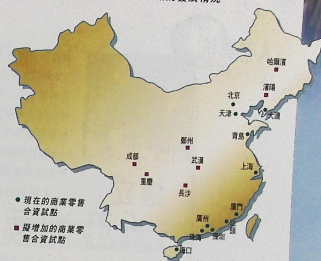 哈爾濱
瀋陽
北京
天津
大連
青島
鄭州
成都
武漢
重慶
上海
長沙
廈門
廣州
珠海
深圳
海口
現在的商業零售
合資試點
擬增加的商業零
售合資試點